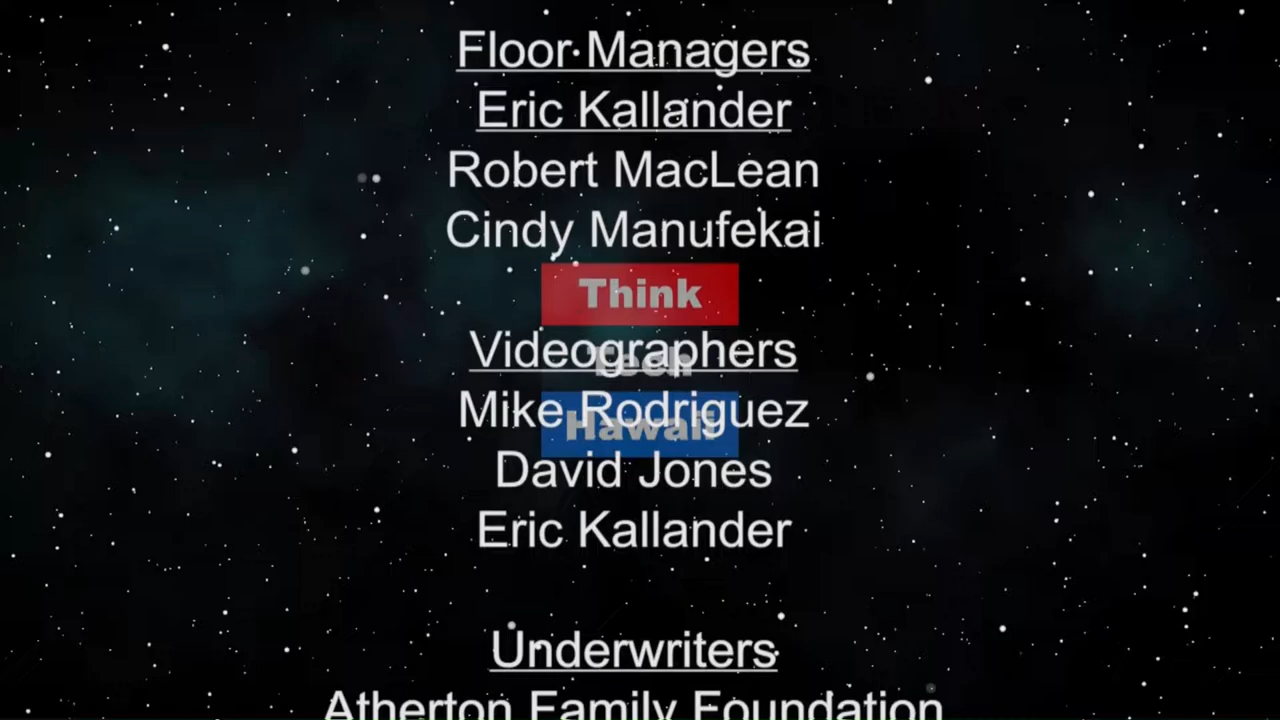 Floor Managers
Eric Kallander
Robert MacLean
Cindy Manufekai
Think
Videographers
Tech
Mike Rodriguez
Hawaii
David Jones
Eric Kallander
Underwriters
Atherton Family Foundation